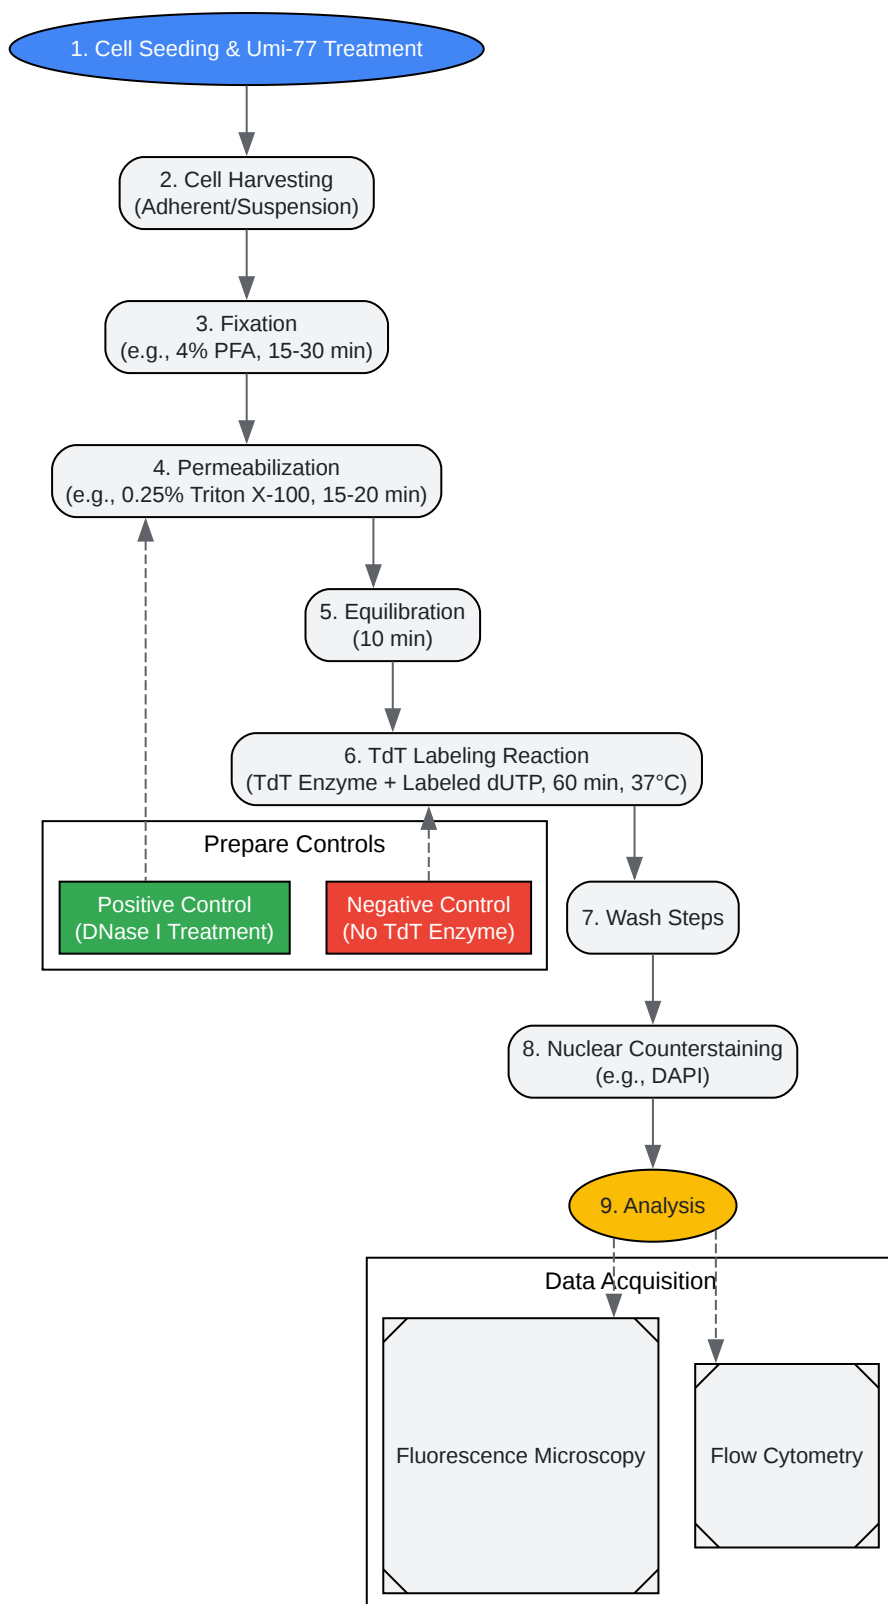 1. Cell Seeding & Umi-77 Treatment
2. Cell Harvesting
(Adherent/Suspension)
3. Fixation
(e.g., 4% PFA, 15-30 min)
4. Permeabilization
(e.g., 0.25% Triton X-100, 15-20 min)
5. Equilibration
(10 min)
6. TdT Labeling Reaction
(TdT Enzyme + Labeled dUTP, 60 min, 37°C)
Prepare Controls
Positive Control
(DNase I Treatment)
Negative Control
(No TdT Enzyme)
7. Wash Steps
8. Nuclear Counterstaining
(e.g., DAPI)
9. Analysis
Data Acquisition
Fluorescence Microscopy
Flow Cytometry